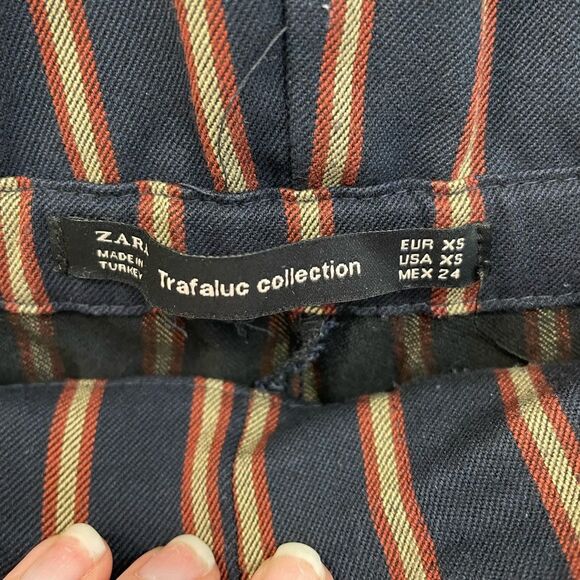 ZARA
MADE IN
TURKEY
Trafaluc collection
EUR XS
USA XS
MEX 24